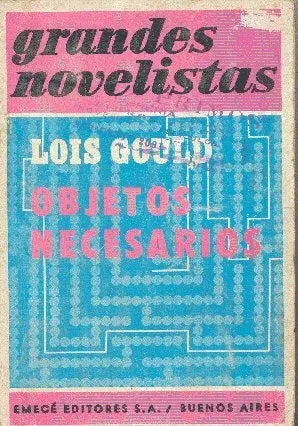 grandes
novelistas
LOIS GOULD
OBJETOS
NECESARIOS
EMECÉ EDITORES S.A. / BUENOS AIRES